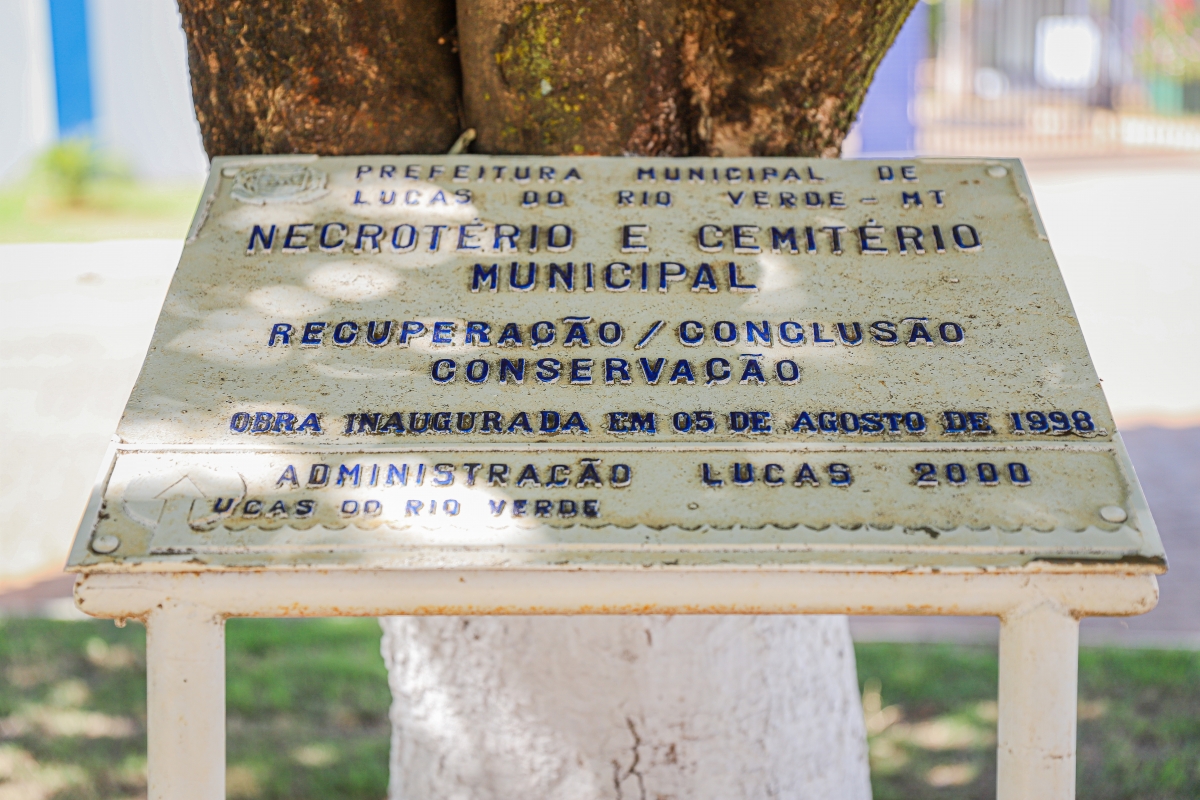 PREFEITURA MUNICIPAL DE
LUCAS DO RIO VERDE - MT
NECROTÉRIO E CEMITÉRIO
MUNICIPAL
RECUPERAÇÃO / CONCLUSÃO
CONSERVAÇÃO
OBRA INAUGURADA EM 05 DE AGOSTO DE 1998
ADMINISTRAÇÃO LUCAS 2000
LUCAS DO RIO VERDE